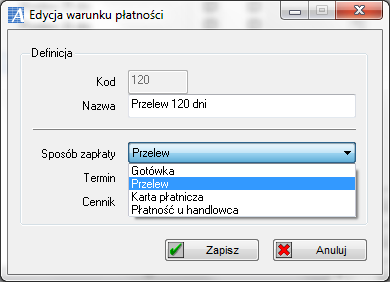 Edycja warunku płatności
Definicja
Kod 120
Nazwa Przelew 120 dni
Sposób zapłaty Przelew
Gotówka
Termin Przelew
Karta płatnicza
Cennik Płatność u handlowca
Zapisz Anuluj